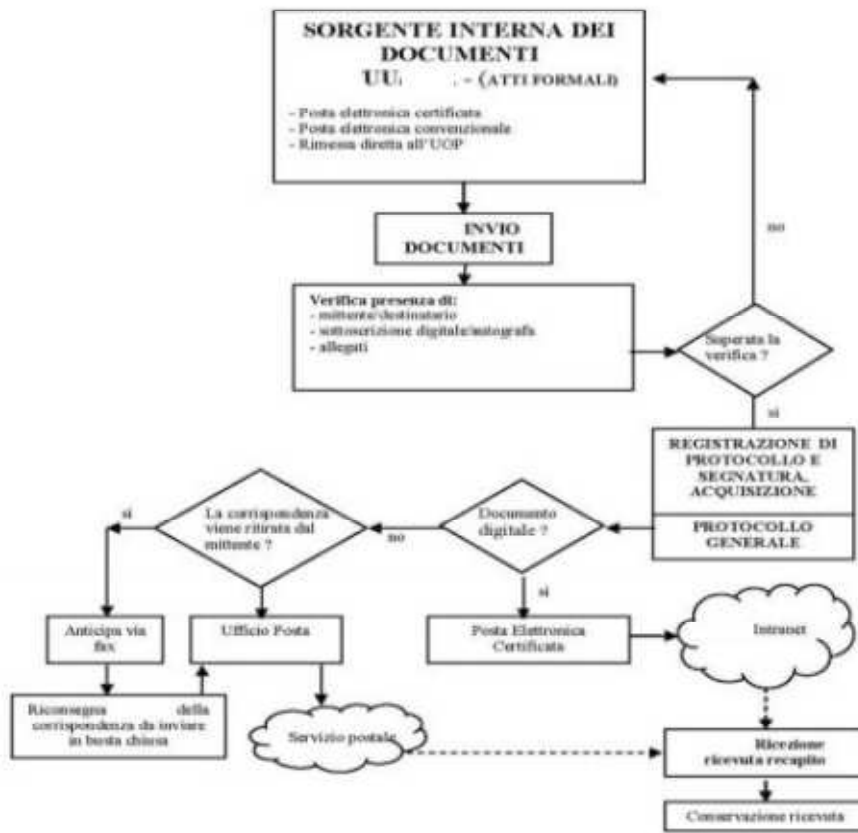 SORGENTE INTERNA DEI
DOCUMENTI
UU. . - (ATTI FORMALI)
- Posta elettronica certificata
- Posta elettronica convenzionale
- Rimessa diretta all'UOP
INVIO
DOCUMENTI
no
Verifica presenza di:
- mittente/destinatario
- sottoscrizione digitale/autografa
- allegati
Superata la
verifica ?
si
REGISTRAZIONE DI
PROTOCOLLO E
SEGNATURA,
ACQUISIZIONE
PROTOCOLLO
GENERALE
Documento
digitale ?
no
si
La corrispondenza
viene ritirata dal
mittente ?
si
Anticipa via
fax
Ufficio Posta
Posta Elettronica
Certificata
Intranet
Riconsegna della
corrispondenza da inviare
in busta chiusa
Servizio postale
Ricezione
ricevuta recapito
Conservazione ricevuta